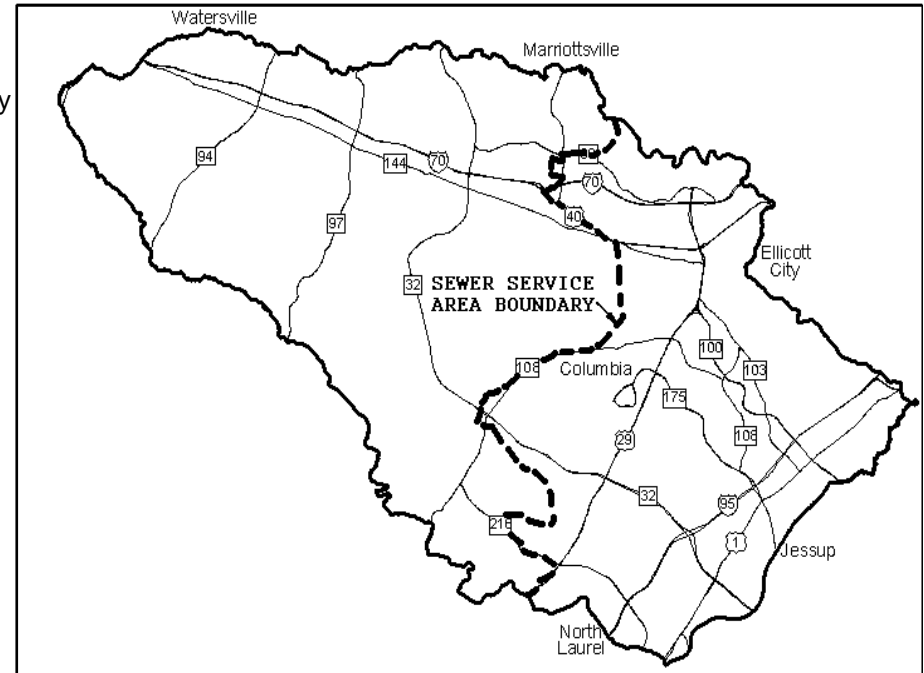 Watersville
Marriottsville
y
94
144
70
99
70
40
97
Ellicott
City
32
SEWER SERVICE
AREA BOUNDARY
108
Columbia
100
103
175
29
108
32
95
216
1
Jessup
North
Laurel